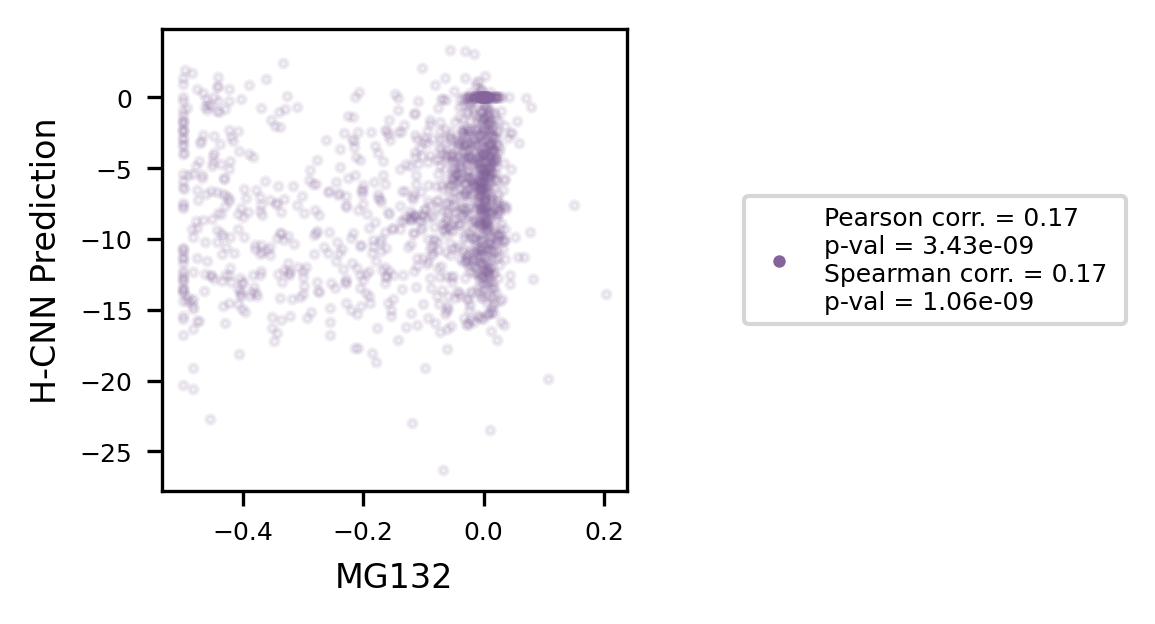 0
−5
−10
−15
−20
−25
H-CNN Prediction
−0.4
−0.2
0.0
0.2
MG132
Pearson corr. = 0.17
p-val = 3.43e-09
Spearman corr. = 0.17
p-val = 1.06e-09